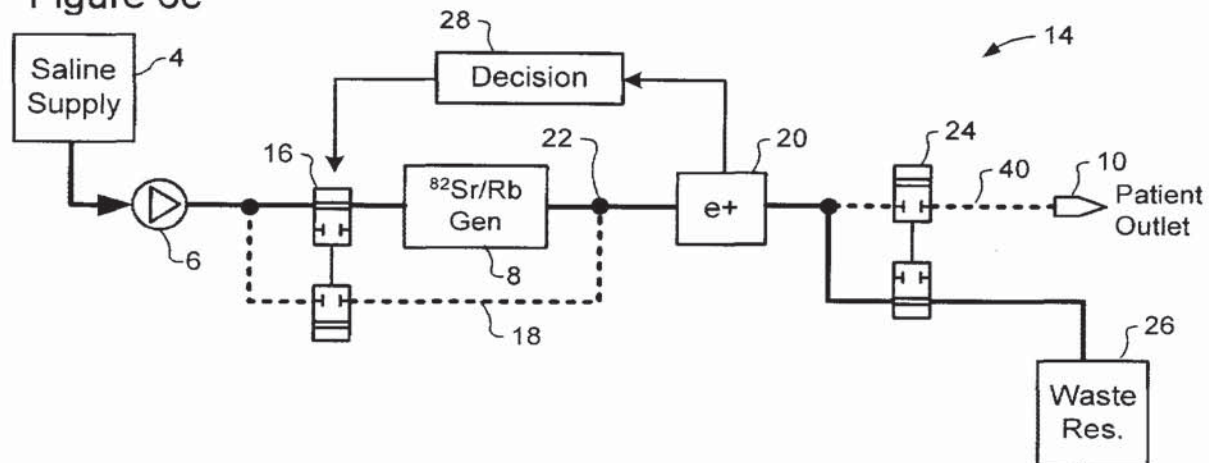 Figure 6c
28
14
Saline
Supply
4
Decision
16
22
20
24
40
10
82Sr/Rb
Gen
e+
Patient
Outlet
6
8
18
26
Waste
Res.